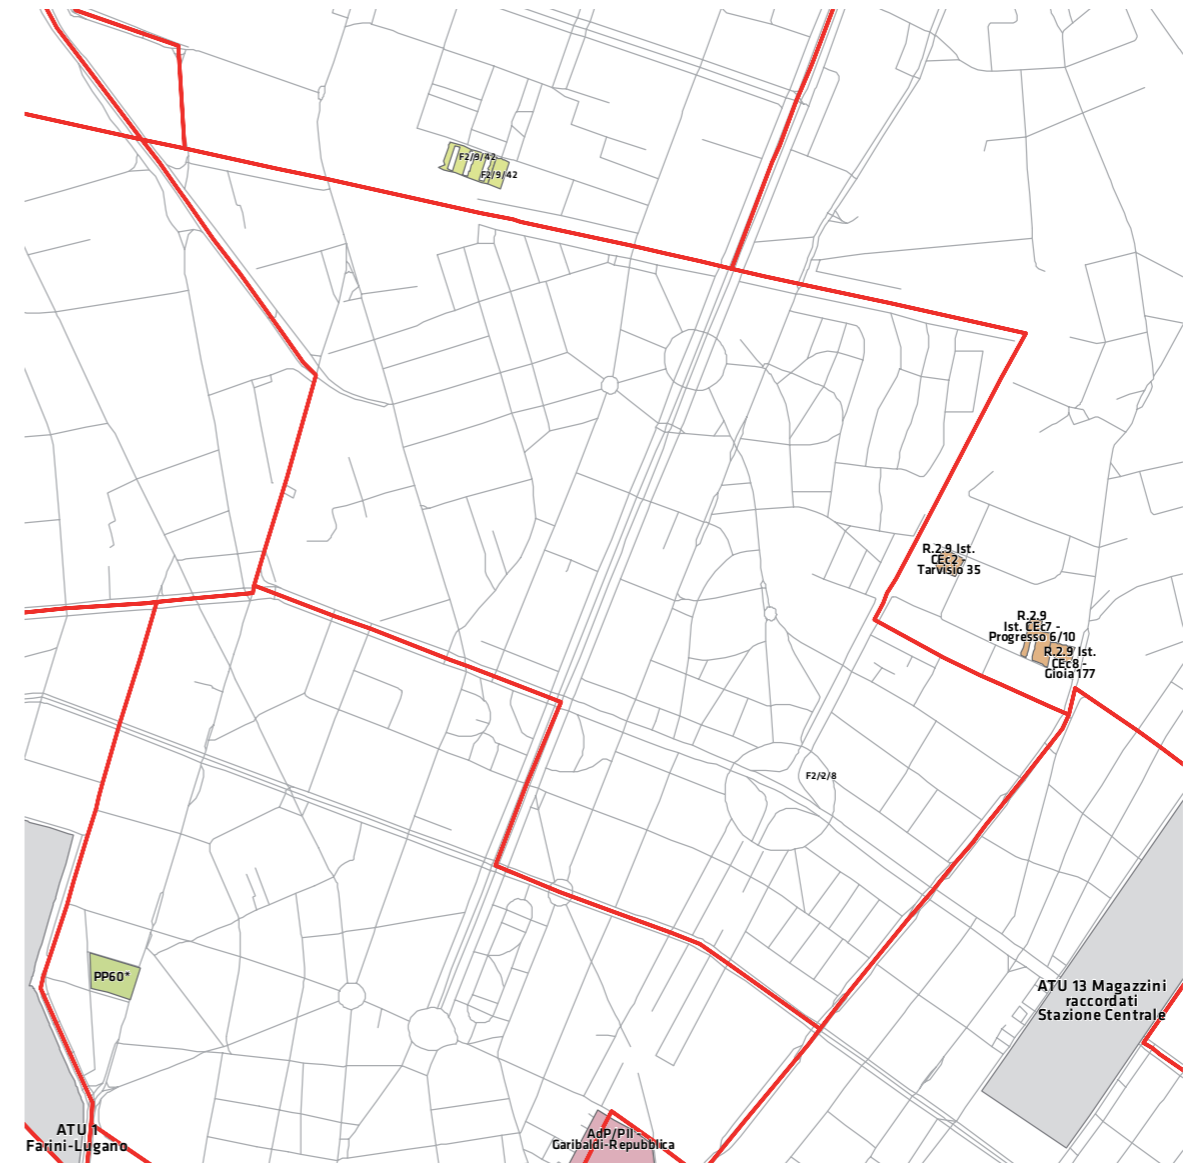 F2/9/42
F2/9/42
R.2.9 Ist.
CEc2 -
Tarvisio 35
R.2.9
Ist. CEc7 -
Progresso 6/10
R.2.9 Ist.
CEc8 -
Gioia177
F2/2/8
PP60*
ATU 13 Magazzini
raccordati
Stazione Centrale
ATU 1
Farini-Lugano
AdP/PII -
Garibaldi-Repubblica